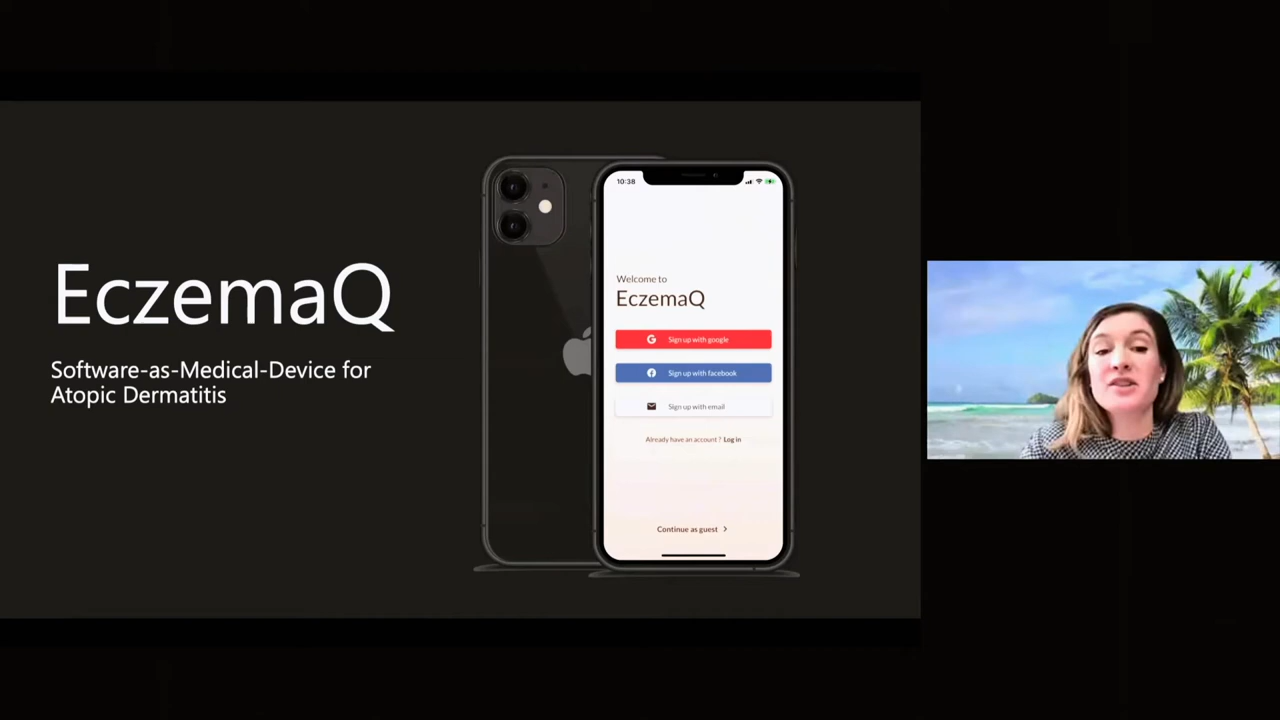 EczemaQ
Software-as-Medical-Device for
Atopic Dermatitis
10:38
Welcome to
EczemaQ
Sign up with google
Sign up with facebook
Sign up with email
Already have an account ? Log in
Continue as guest